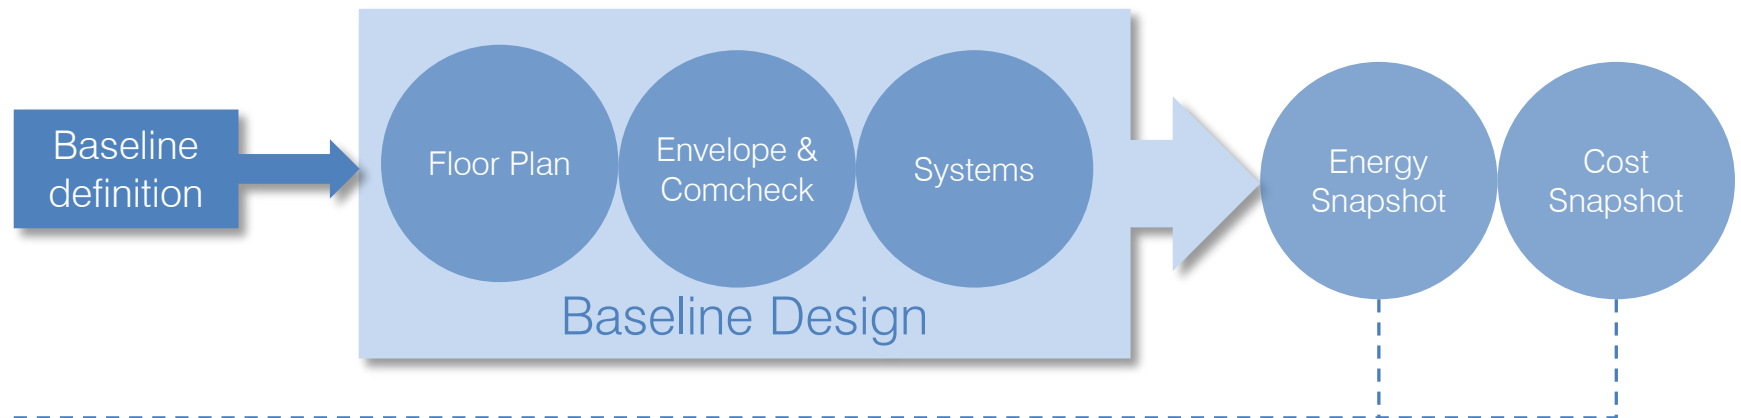 Baseline
definition
Floor Plan
Envelope &
Comcheck
Systems
Baseline Design
Energy
Snapshot
Cost
Snapshot